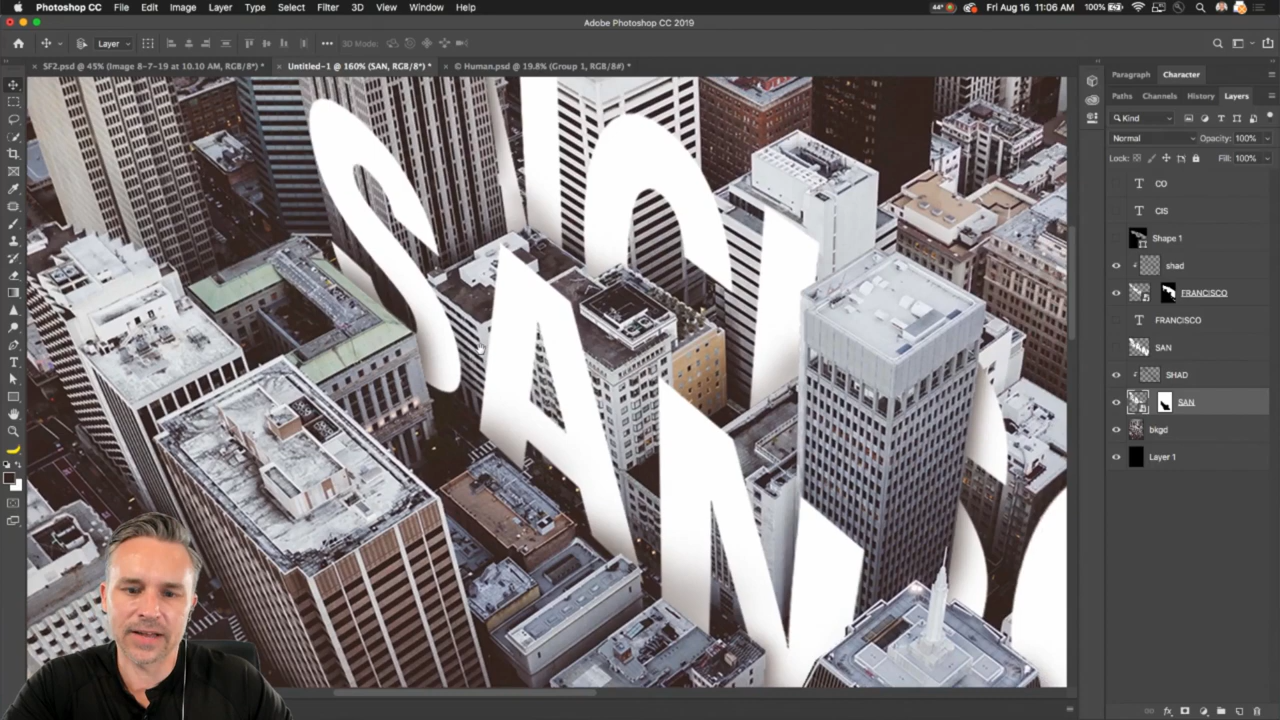 Photoshop CC File Edit Image Layer Type Select Filter 3D View Window Help 44° Fri Aug 16 11:06 AM 100%
Adobe Photoshop CC 2019
Layer 3D Mode:
× SF2.psd @ 45% (Image 8-7-19 at 10.10 AM, RGB/8*) * × Untitled-1 @ 160% (SAN, RGB/8*) * × © Human.psd @ 19.8% (Group 1, RGB/8*) *
Paragraph Character
Paths Channels History Layers
Kind
Normal Opacity: 100%
Lock: Fill: 100%
T CO
T CIS
Shape 1
shad
FRANCISCO
T FRANCISCO
SAN
SHAD
SAN
bkgd
Layer 1
SAN